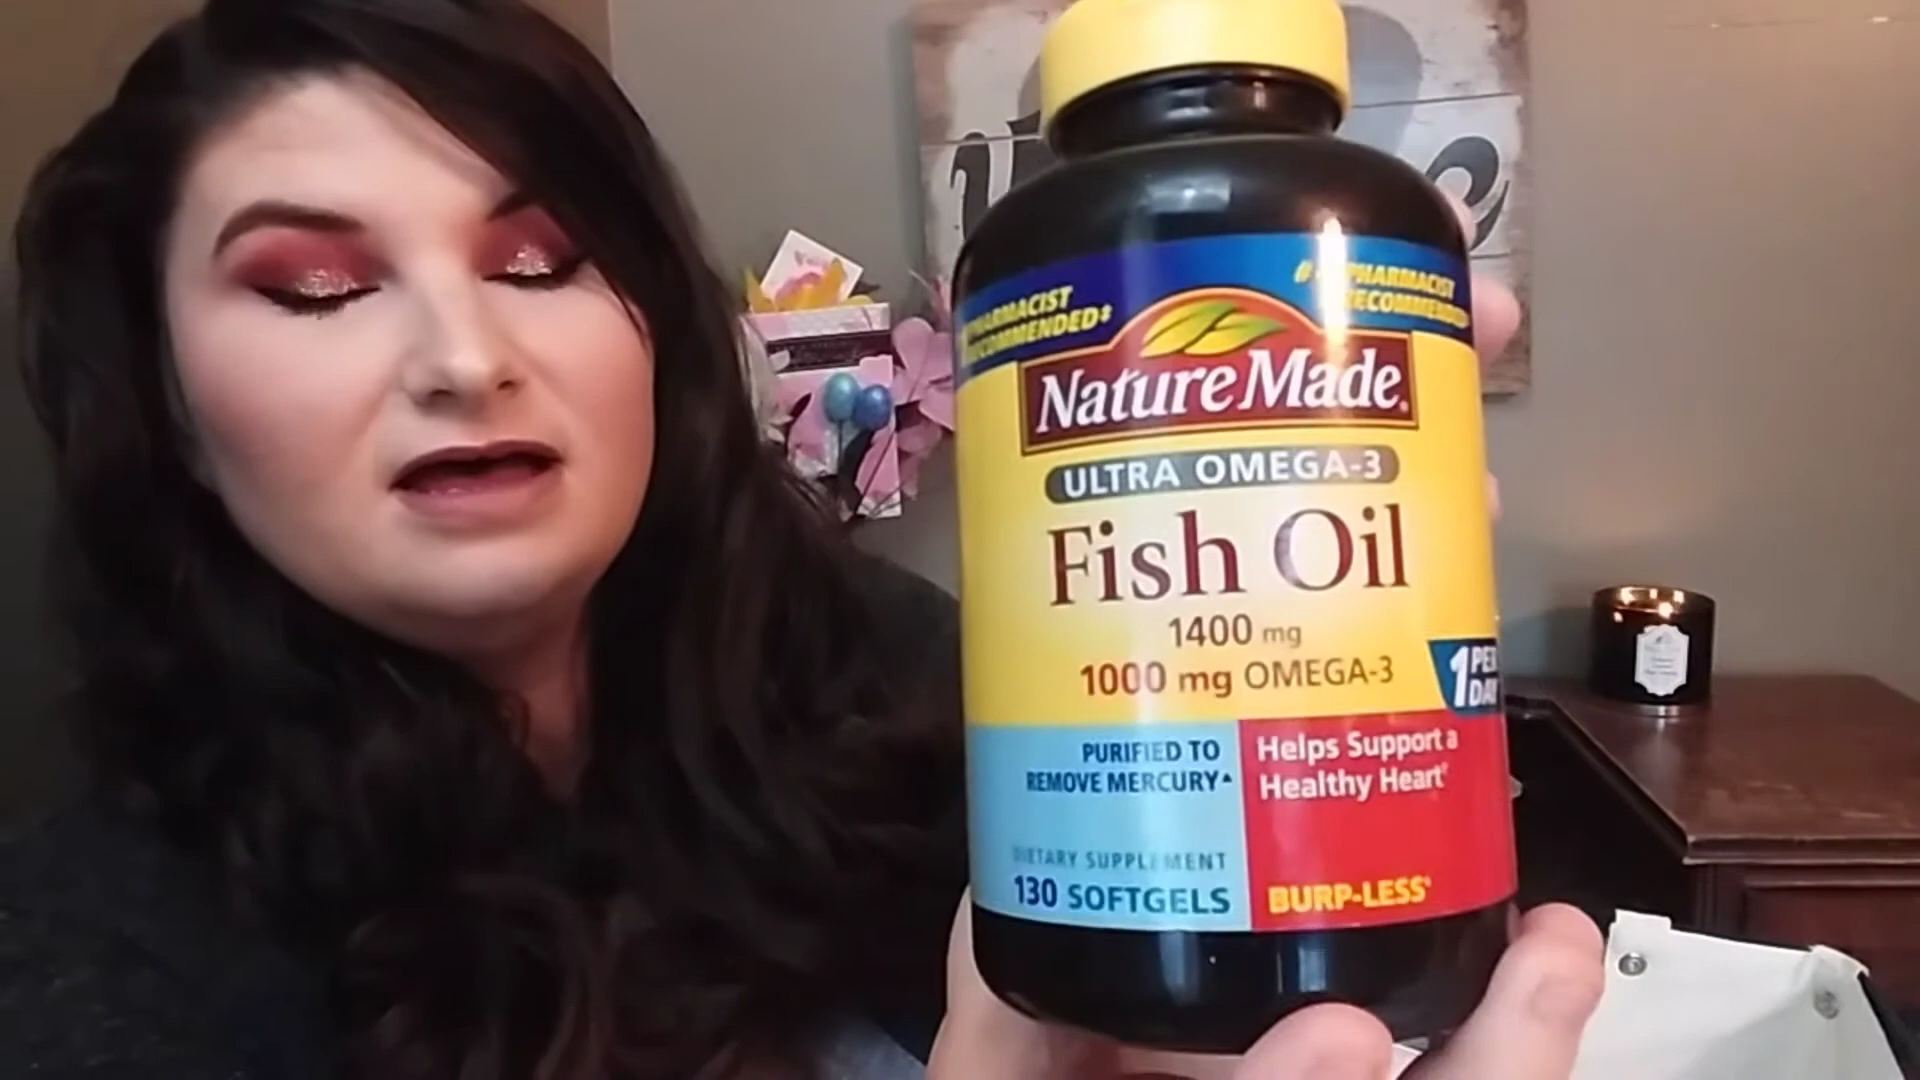 PHARMACIST
RECOMMENDED‡
# PHARMACIST
RECOMMENDED
Nature Made®
ULTRA OMEGA-3
Fish Oil
1400 mg
1000 mg OMEGA-3
1 PER
DAY
PURIFIED TO
REMOVE MERCURY▲
Helps Support a
Healthy Heart†
DIETARY SUPPLEMENT
130 SOFTGELS
BURP-LESS